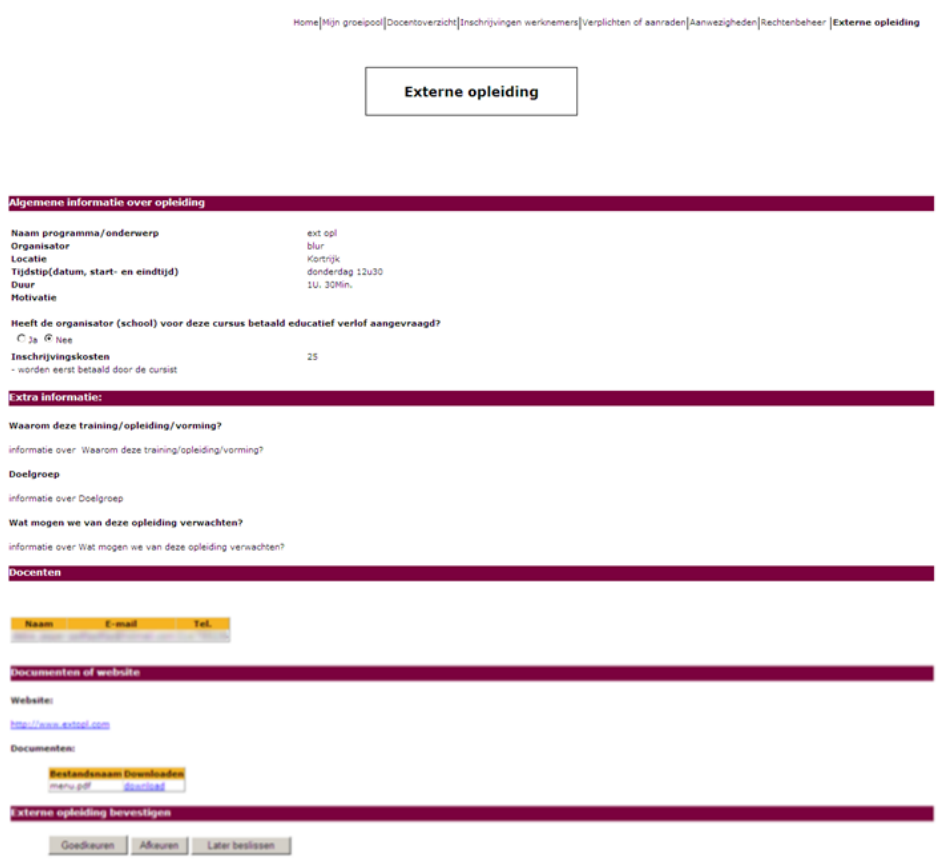 Home|Mijn groeipool|Docentoverzicht|Inschrijvingen werknemers|Verplichten of aanraden|Aanwezigheden|Rechtenbeheer |Externe opleiding
Externe opleiding
Algemene informatie over opleiding
Naam programma/onderwerp ext opl
Organisator blur
Locatie Kortrijk
Tijdstip(datum, start- en eindtijd) donderdag 12u30
Duur 1U. 30Min.
Motivatie
Heeft de organisator (school) voor deze cursus betaald educatief verlof aangevraagd?
Ja Nee
Inschrijvingskosten 25
- worden eerst betaald door de cursist
Extra informatie:
Waarom deze training/opleiding/vorming?
informatie over Waarom deze training/opleiding/vorming?
Doelgroep
informatie over Doelgroep
Wat mogen we van deze opleiding verwachten?
informatie over Wat mogen we van deze opleiding verwachten?
Docenten
Naam E-mail Tel.
Documenten of website
Website:
http://www.extopl.com
Documenten:
Bestandsnaam Downloaden
menu.pdf download
Externe opleiding bevestigen
Goedkeuren Afkeuren Later beslissen